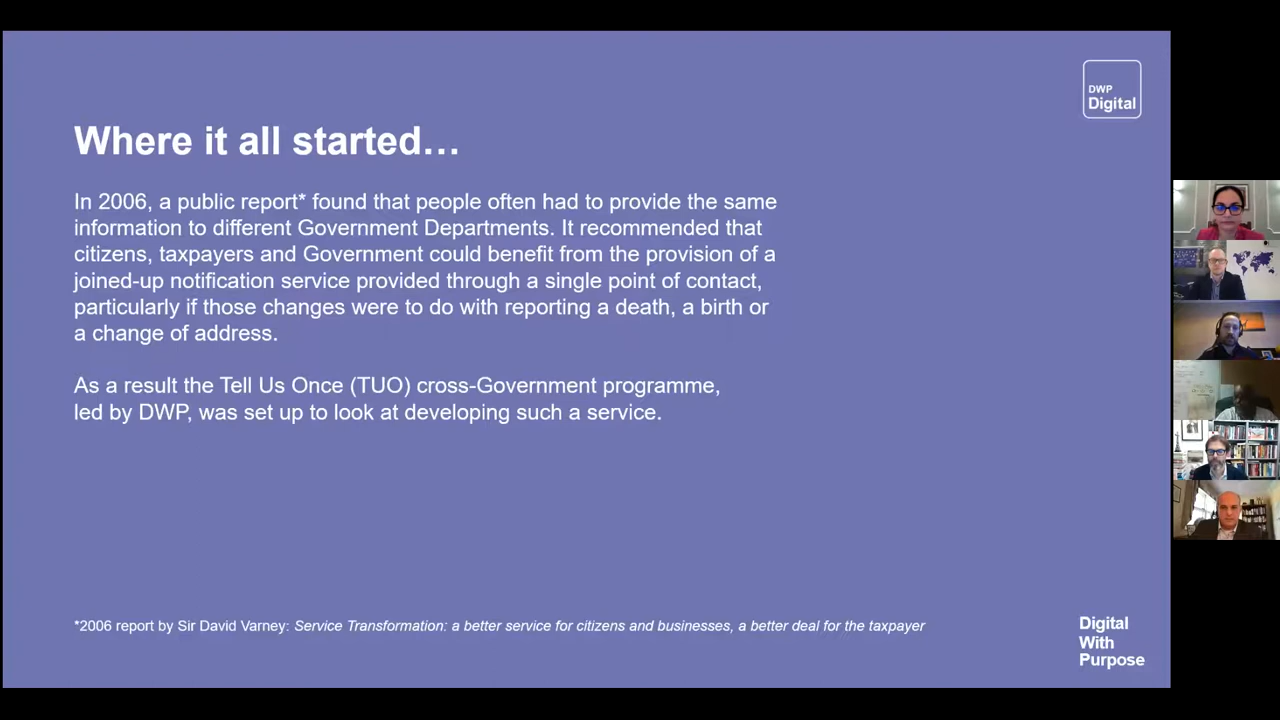 DWP
Digital
Where it all started…
In 2006, a public report* found that people often had to provide the same
information to different Government Departments. It recommended that
citizens, taxpayers and Government could benefit from the provision of a
joined-up notification service provided through a single point of contact,
particularly if those changes were to do with reporting a death, a birth or
a change of address.
As a result the Tell Us Once (TUO) cross-Government programme,
led by DWP, was set up to look at developing such a service.
*2006 report by Sir David Varney: Service Transformation: a better service for citizens and businesses, a better deal for the taxpayer
Digital
With
Purpose